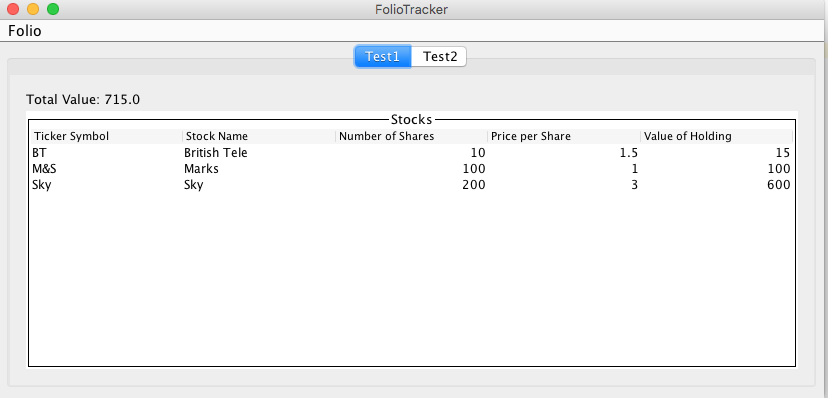 FolioTracker
Folio
Test1 Test2
Total Value: 715.0
Stocks
Ticker Symbol Stock Name Number of Shares Price per Share Value of Holding
BT British Tele 10 1.5 15
M&S Marks 100 1 100
Sky Sky 200 3 600